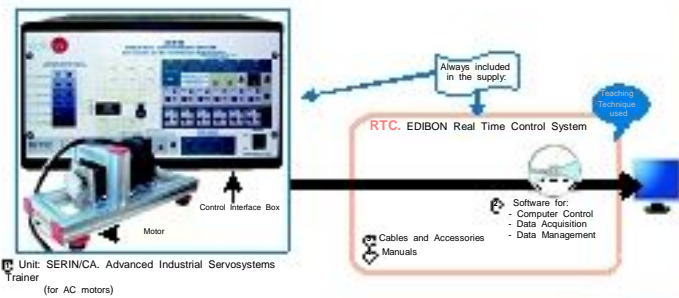 Always included
in the supply:
Teaching
Technique
used
RTC. EDIBON Real Time Control System
Control Interface Box
Motor
2 Software for:
- Computer Control
- Data Acquisition
- Data Management
Cables and Accessories
Manuals
1 Unit: SERIN/CA. Advanced Industrial Servosystems
Trainer
(for AC motors)